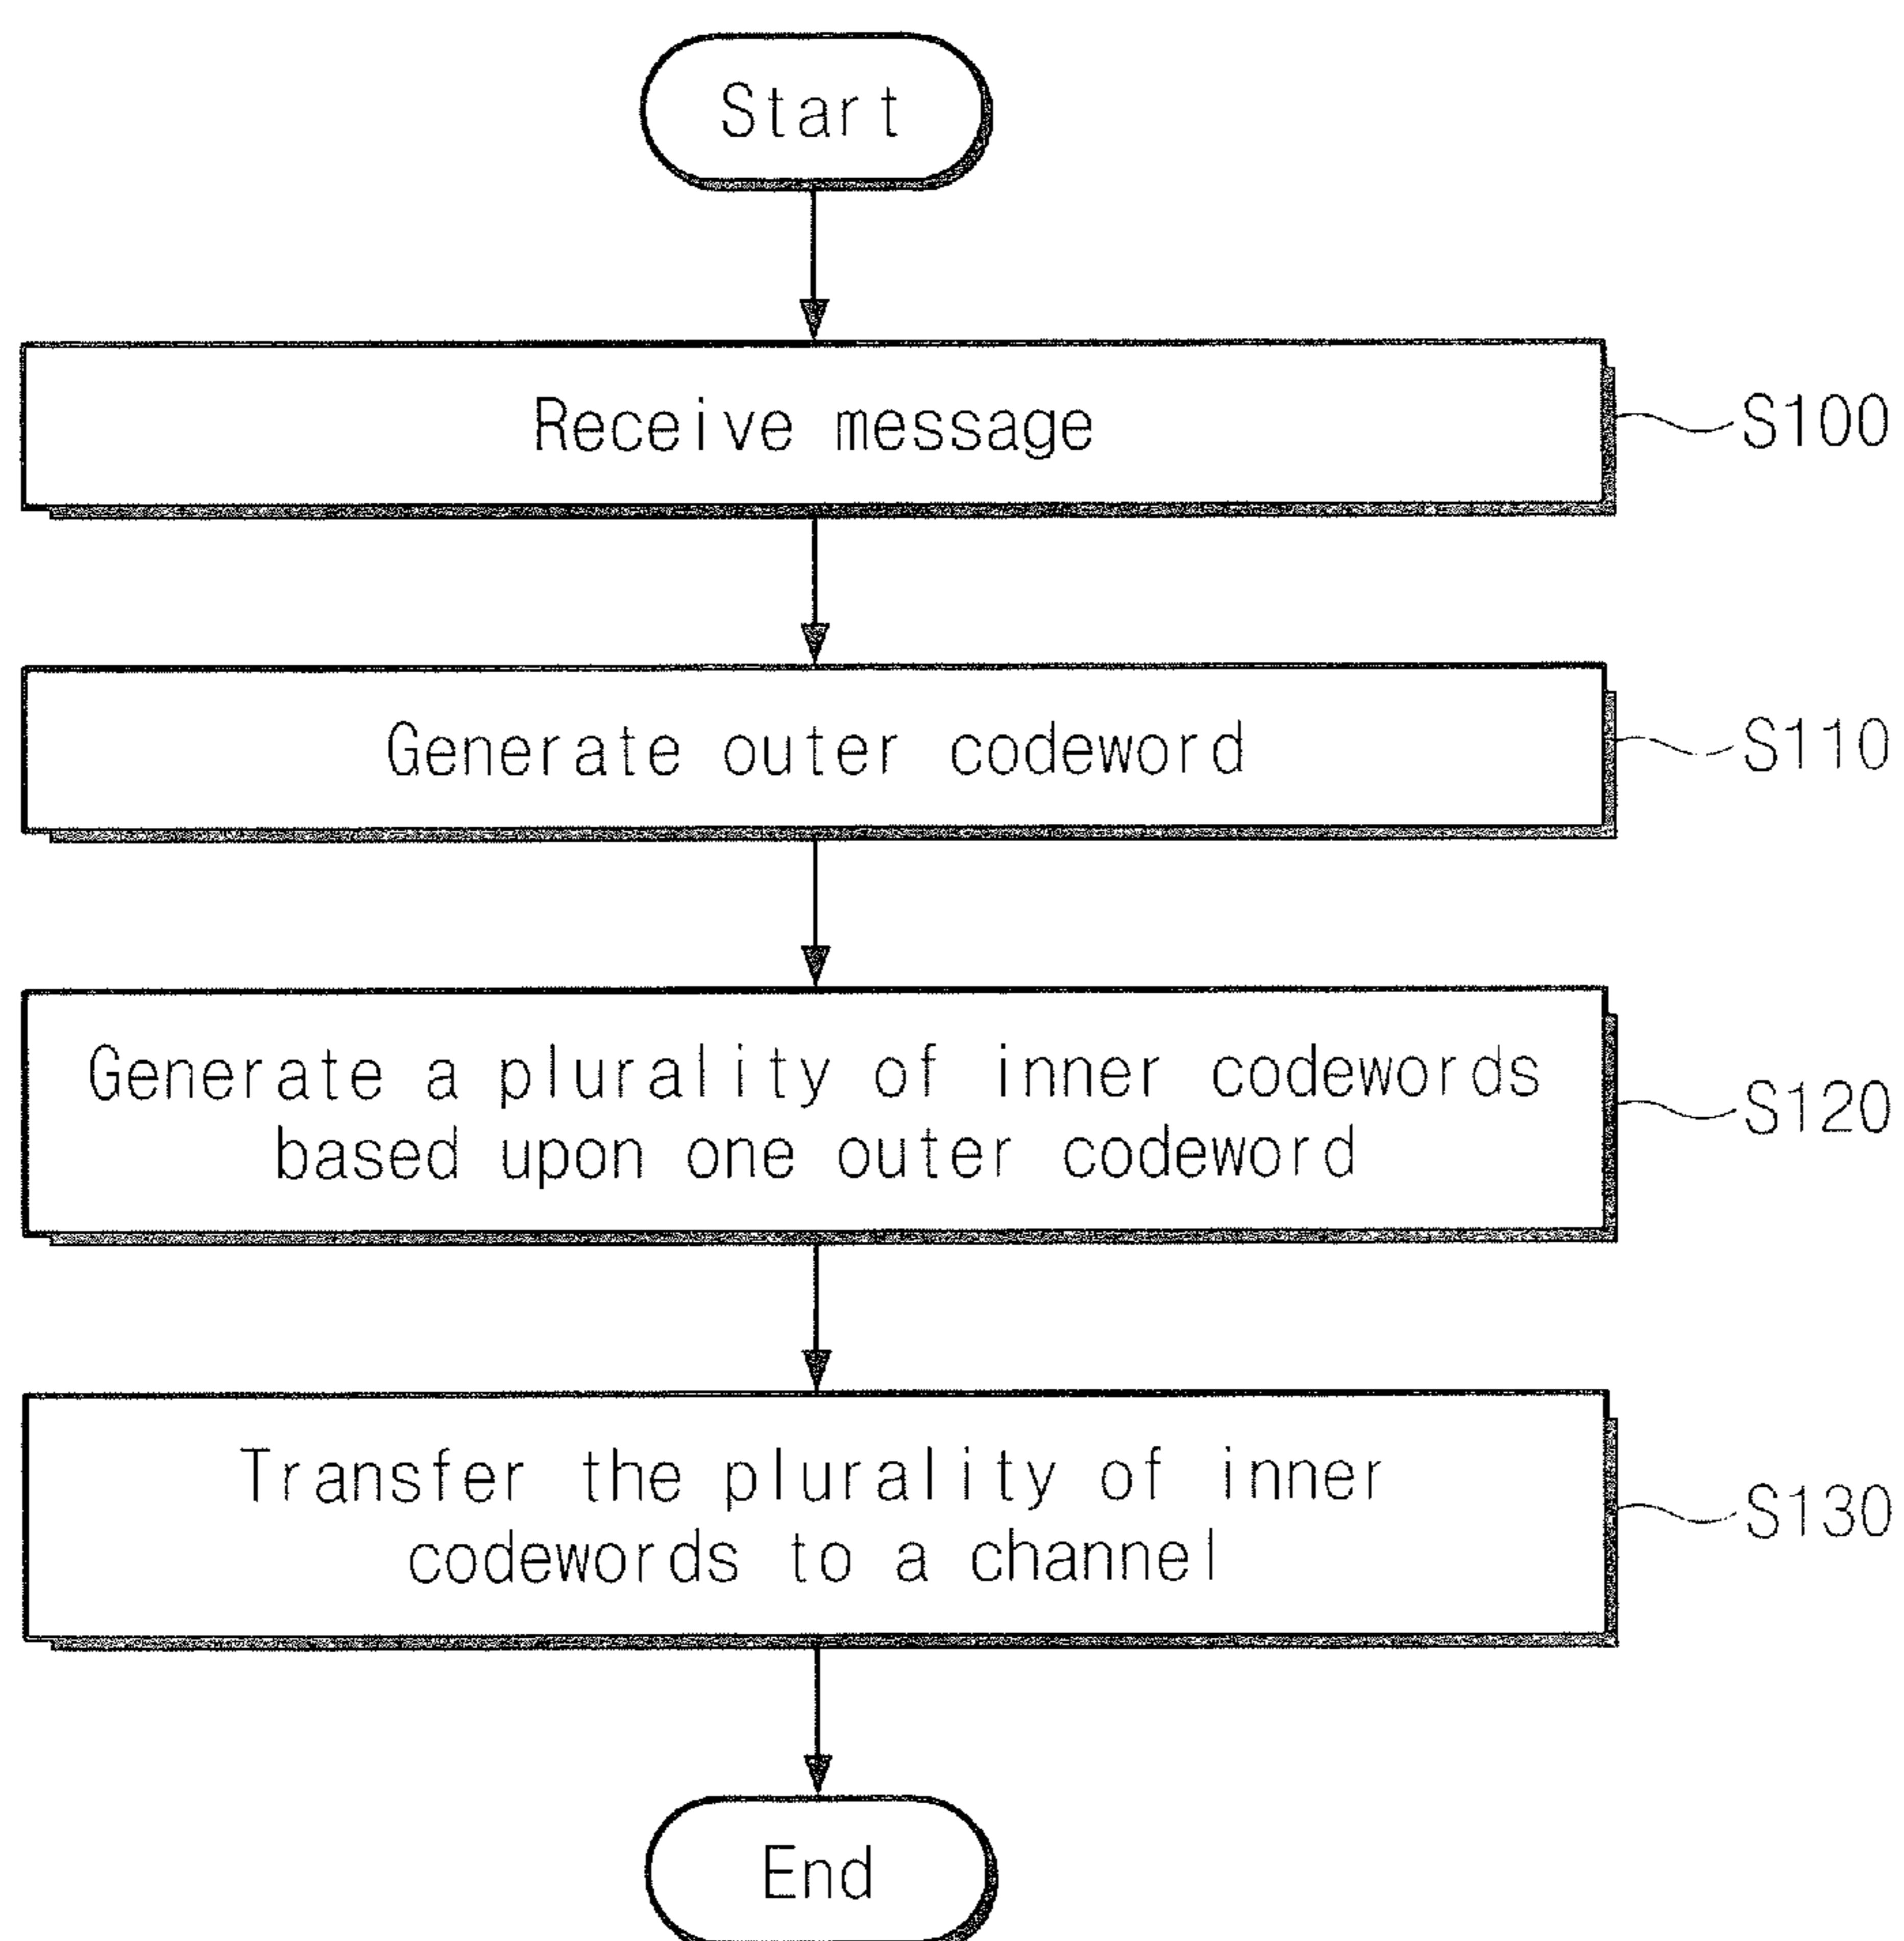 Start
Receive message
S100
Generate outer codeword
S110
Generate a plurality of inner codewords
based upon one outer codeword
S120
Transfer the plurality of inner
codewords to a channel
S130
End